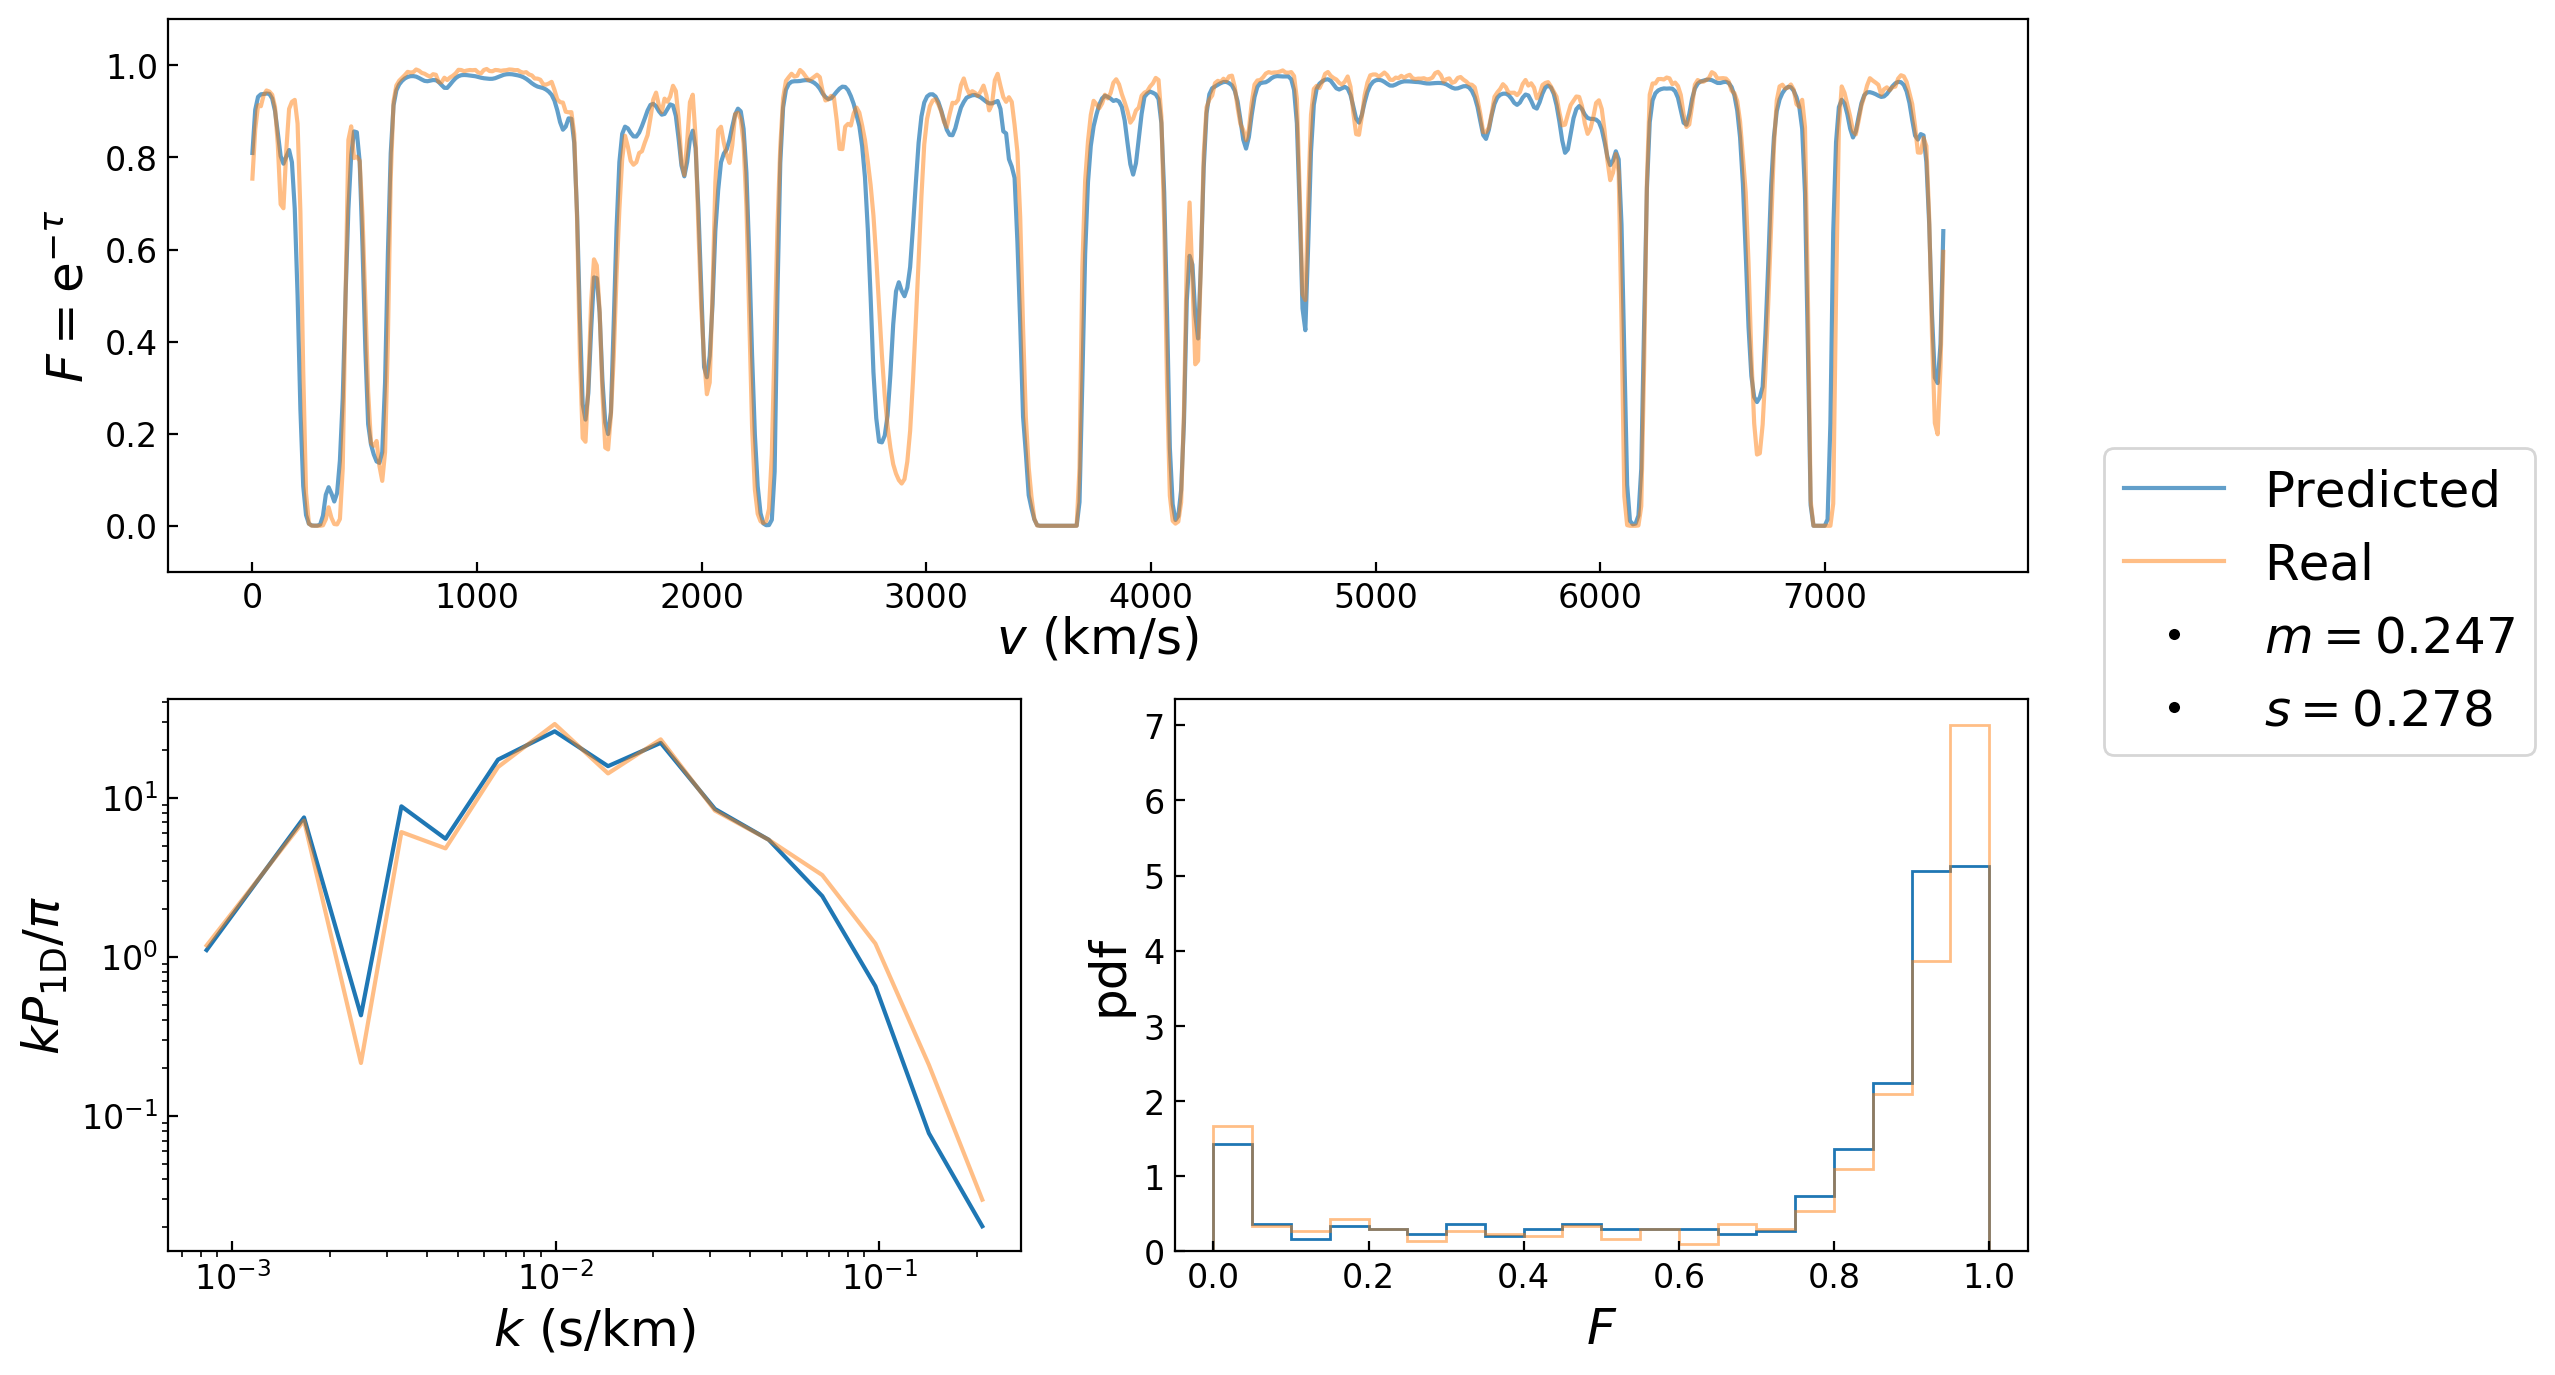 1.0
0.8
0.6
0.4
0.2
0.0
F = e^{−τ}
0 1000 2000 3000 4000 5000 6000 7000
v (km/s)
Predicted
Real
m = 0.247
s = 0.278
10^1
10^0
10^{−1}
kP_{1D}/π
10^{−3} 10^{−2} 10^{−1}
k (s/km)
7
6
5
4
3
2
1
0
pdf
0.0 0.2 0.4 0.6 0.8 1.0
F